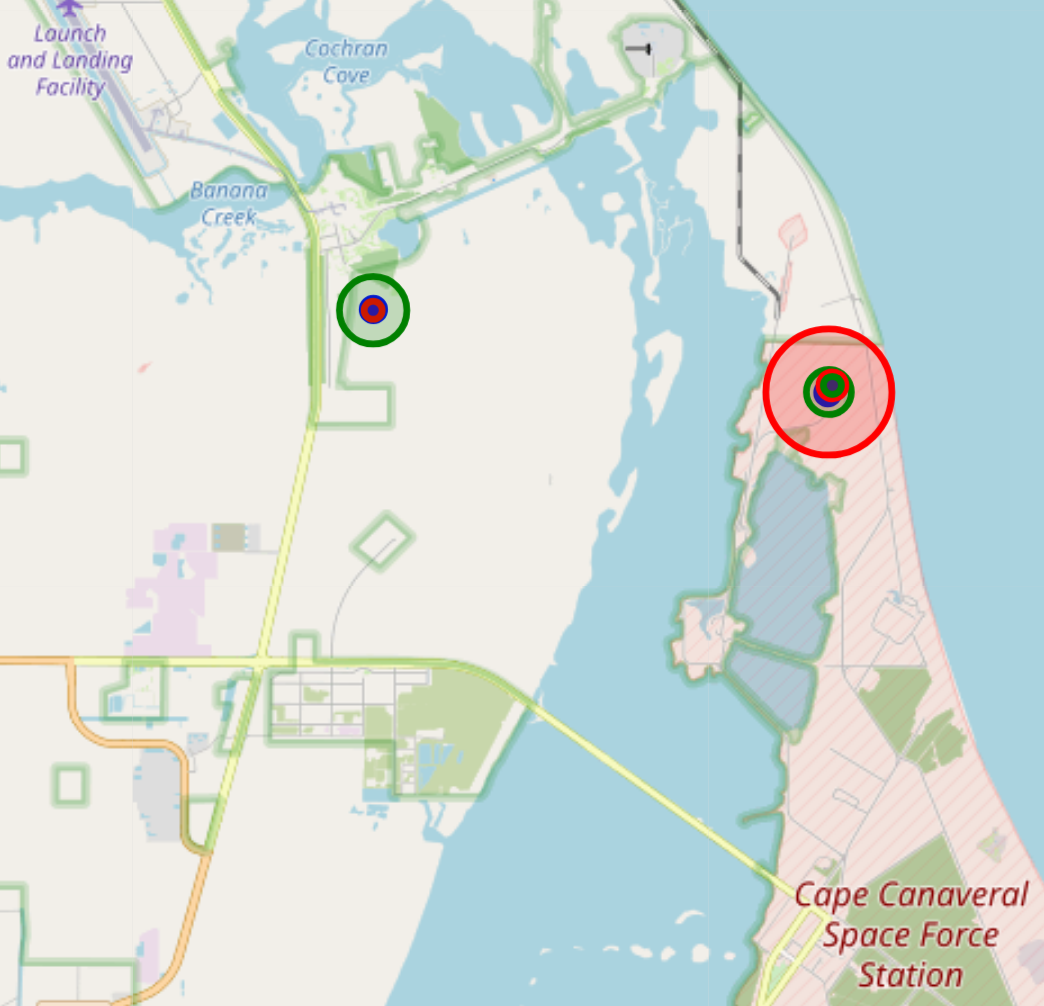 Launch
and Landing
Facility
Cochran
Cove
Banana
Creek
Cape Canaveral
Space Force
Station